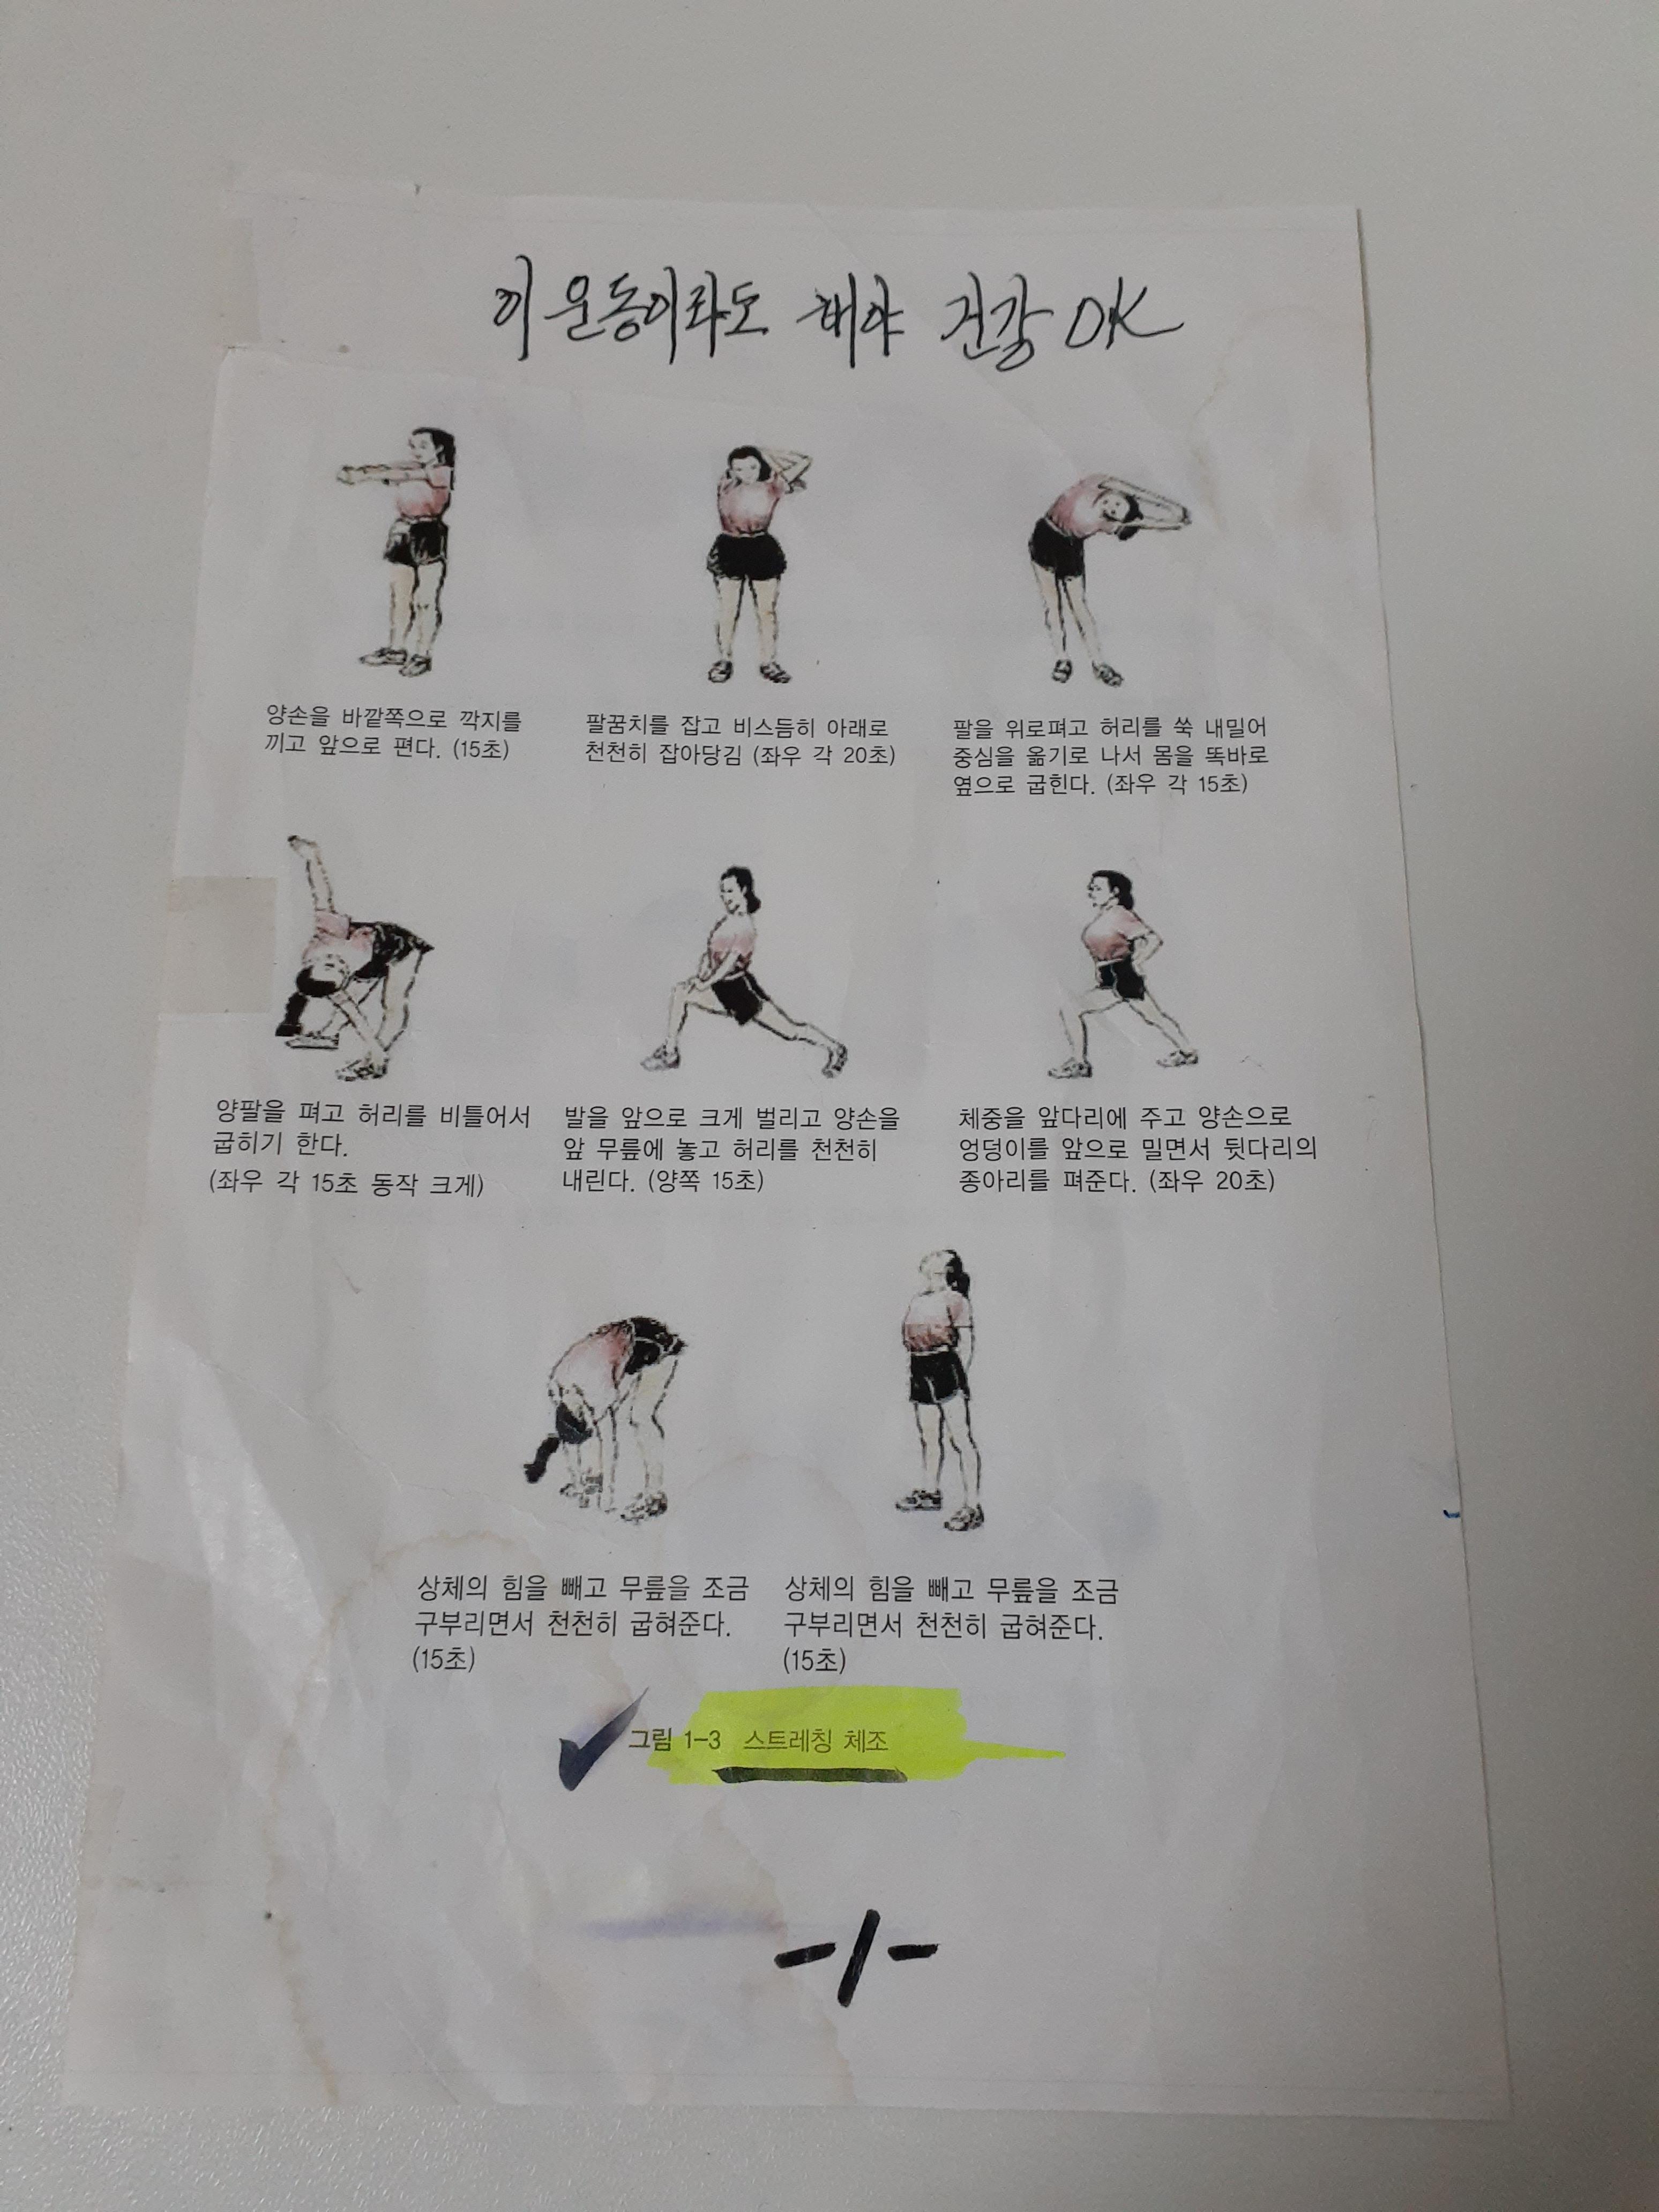 이 운동이라도 해야 건강 OK
양손을 바깥쪽으로 깍지를
끼고 앞으로 편다. (15초)
팔꿈치를 잡고 비스듬히 아래로
천천히 잡아당김 (좌우 각 20초)
팔을 위로펴고 허리를 쑥 내밀어
중심을 옮기로 나서 몸을 똑바로
옆으로 굽힌다. (좌우 각 15초)
양팔을 펴고 허리를 비틀어서
굽히기 한다.
(좌우 각 15초 동작 크게)
발을 앞으로 크게 벌리고 양손을
앞 무릎에 놓고 허리를 천천히
내린다. (양쪽 15초)
체중을 앞다리에 주고 양손으로
엉덩이를 앞으로 밀면서 뒷다리의
종아리를 펴준다. (좌우 20초)
상체의 힘을 빼고 무릎을 조금
구부리면서 천천히 굽혀준다.
(15초)
상체의 힘을 빼고 무릎을 조금
구부리면서 천천히 굽혀준다.
(15초)
그림 1-3 스트레칭 체조
-1-